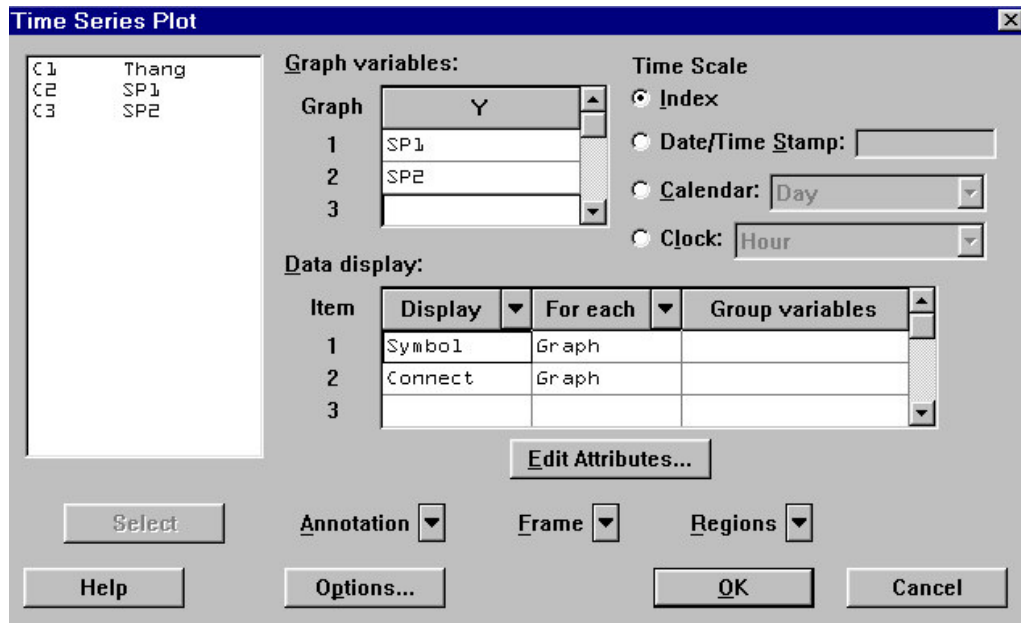 Time Series Plot
C1 Thang
C2 SP1
C3 SP2
Graph variables:
Graph Y
1 SP1
2 SP2
3
Time Scale
Index
Date/Time Stamp:
Calendar: Day
Clock: Hour
Data display:
Item Display For each Group variables
1 Symbol Graph
2 Connect Graph
3
Edit Attributes...
Select Annotation Frame Regions
Help Options... OK Cancel